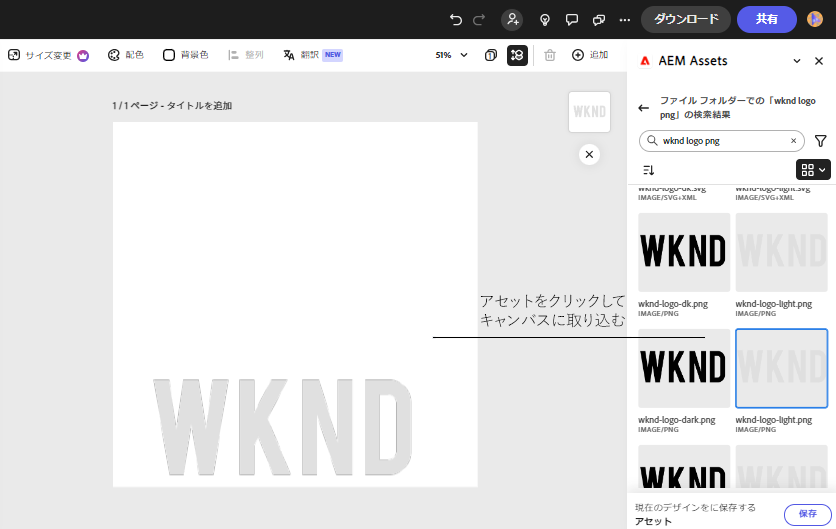 ダウンロード
共有
サイズ変更
配色
背景色
整列
翻訳 NEW
51%
追加
AEM Assets
1 / 1 ページ - タイトルを追加
WKND
ファイル フォルダーでの「wknd logo
png」の検索結果
wknd logo png
wknd-logo-dk.svg
IMAGE/SVG+XML
wknd-logo-light.svg
IMAGE/SVG+XML
WKND
WKND
wknd-logo-dk.png
IMAGE/PNG
wknd-logo-light.png
IMAGE/PNG
アセットをクリックして
キャンバスに取り込む
WKND
WKND
wknd-logo-dark.png
IMAGE/PNG
wknd-logo-light.png
IMAGE/PNG
WKND
WKND
WKND
現在のデザインをに保存する
アセット
保存